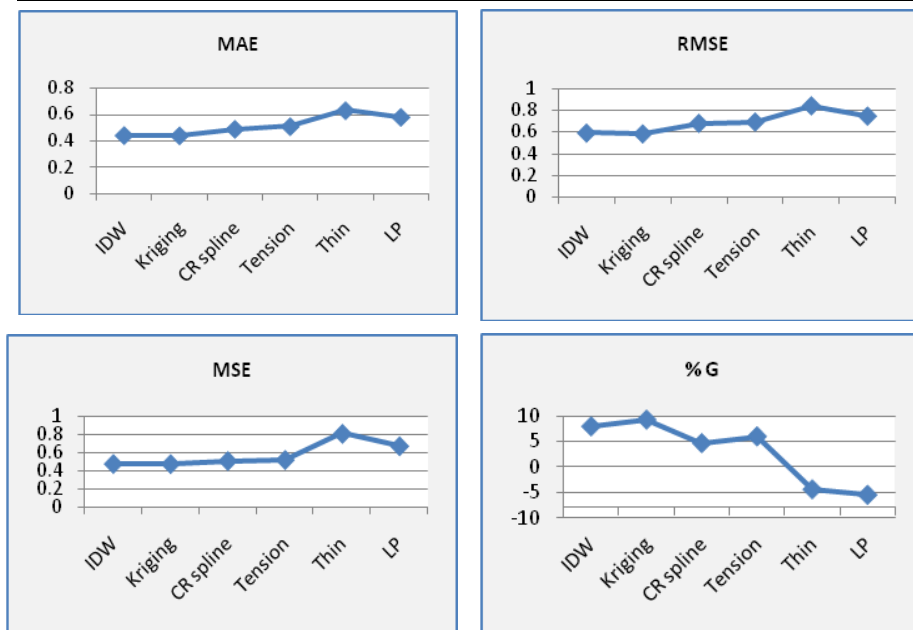 MAE
0.8
0.6
0.4
0.2
0
IDW
Kriging
CR spline
Tension
Thin
LP
RMSE
1
0.8
0.6
0.4
0.2
0
IDW
Kriging
CR spline
Tension
Thin
LP
MSE
1
0.8
0.6
0.4
0.2
0
IDW
Kriging
CR spline
Tension
Thin
LP
% G
10
5
0
-5
-10
IDW
Kriging
CR spline
Tension
Thin
LP